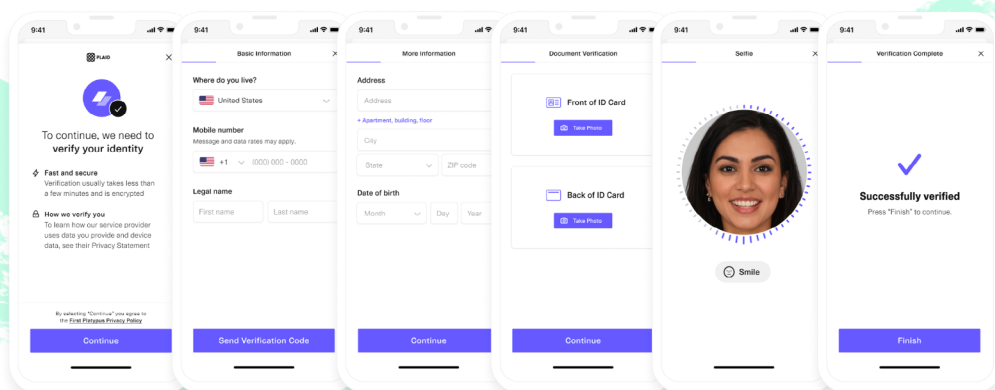 9:41
PLAID
To continue, we need to
verify your identity
Fast and secure
Verification usually takes less than
a few minutes and is encrypted
How we verify you
To learn how our service provider
uses data you provide and device
data, see their Privacy Statement
By selecting "Continue" you agree to
the First Platypus Privacy Policy
Continue
9:41
Basic Information
Where do you live?
United States
Mobile number
Message and data rates may apply.
+1 (000) 000 - 0000
Legal name
First name Last name
Send Verification Code
9:41
More Information
Address
Address
+ Apartment, building, floor
City
State ZIP code
Date of birth
Month Day Year
Continue
9:41
Document Verification
Front of ID Card
Take Photo
Back of ID Card
Take Photo
Continue
9:41
Selfie
Smile
9:41
Verification Complete
Successfully verified
Press "Finish" to continue.
Finish